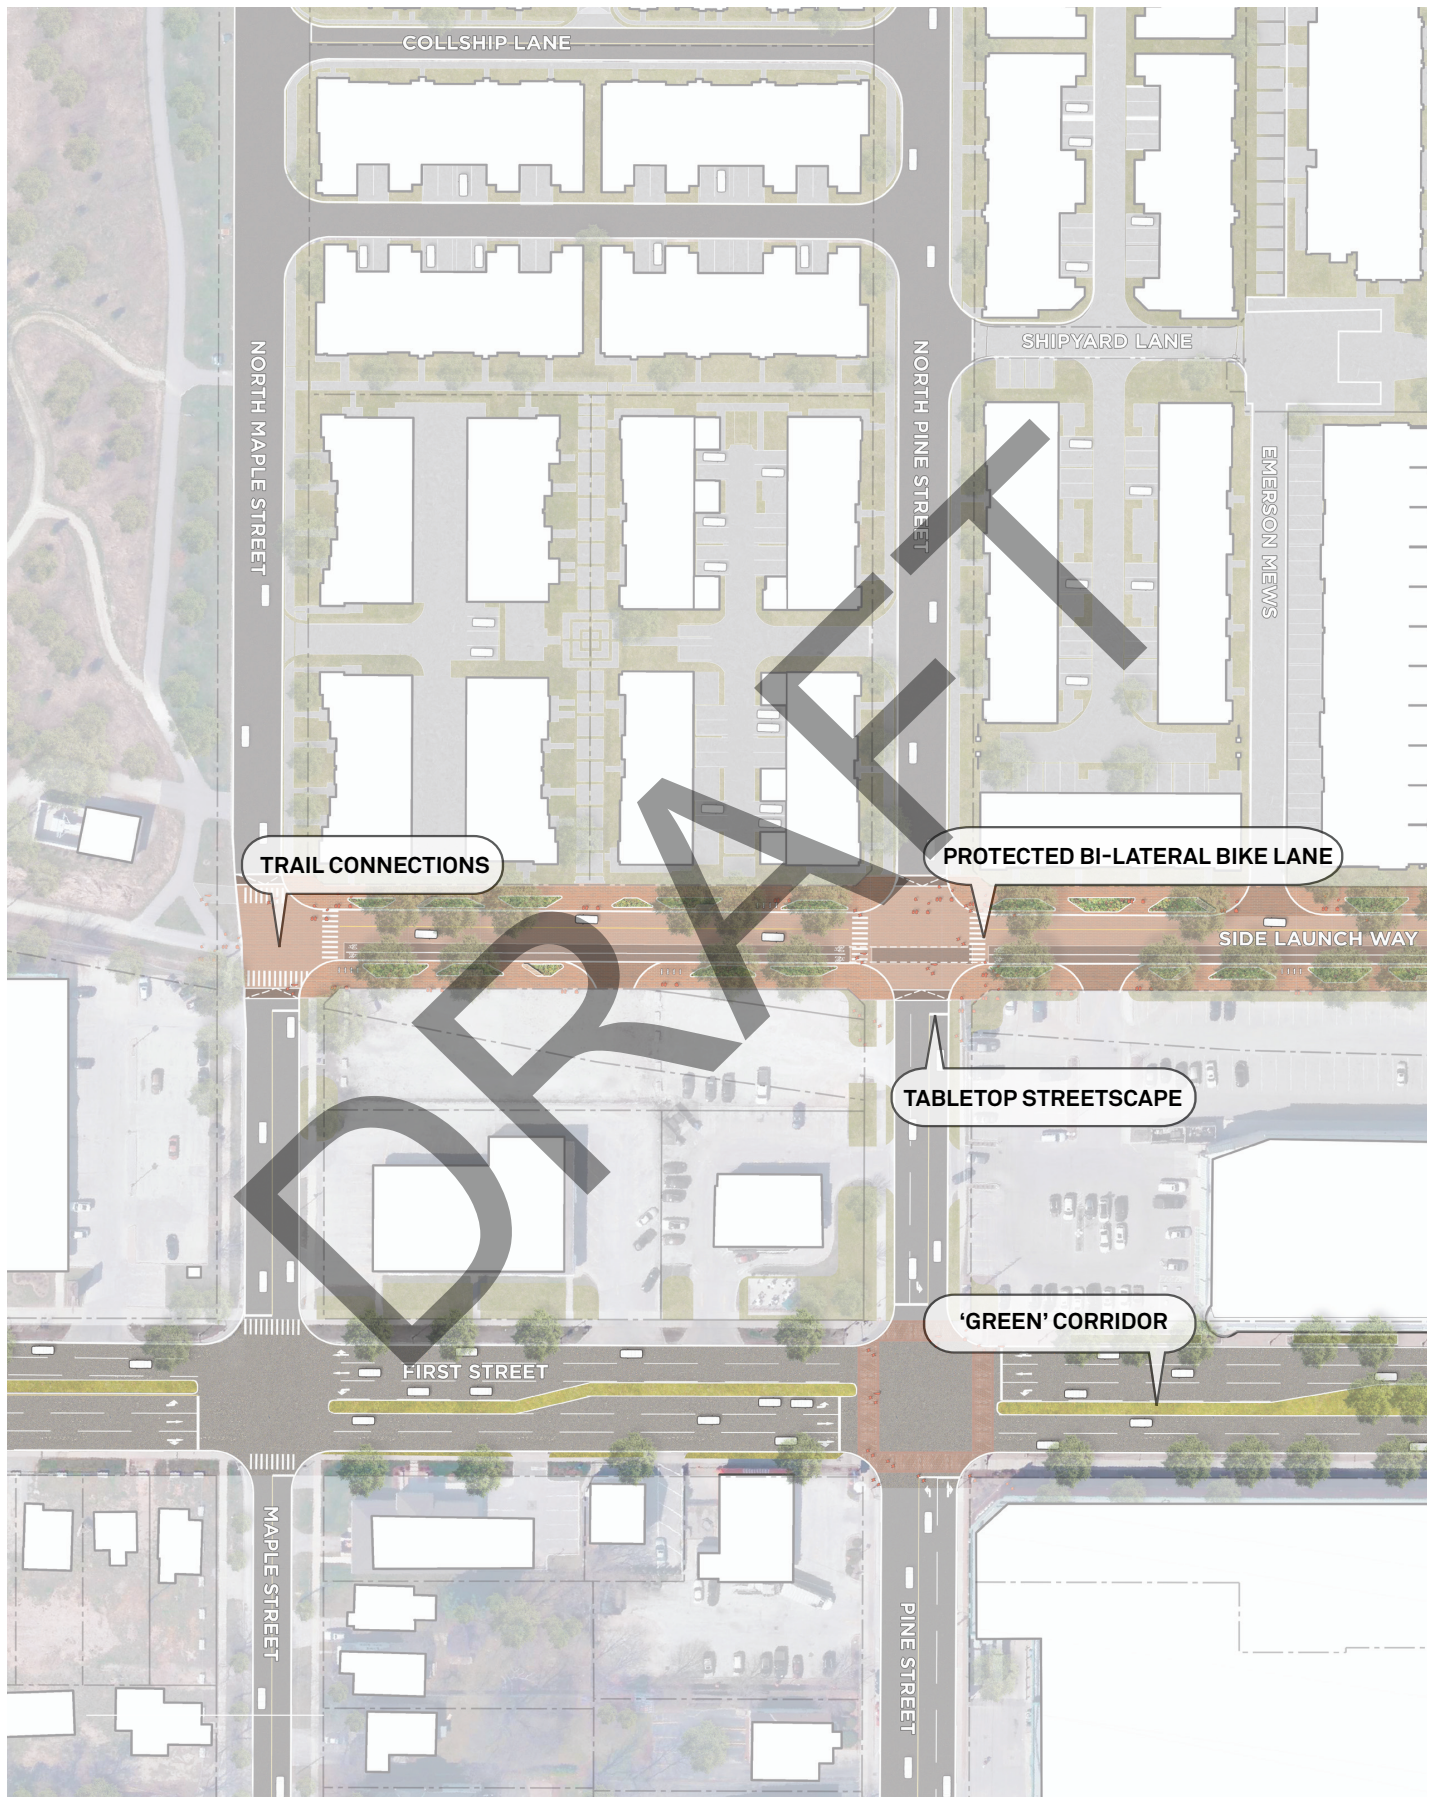 COLLSHIP LANE
SHIPYARD LANE
NORTH MAPLE STREET
NORTH PINE STREET
EMERSON MEWS
DRAFT
TRAIL CONNECTIONS
PROTECTED BI-LATERAL BIKE LANE
SIDE LAUNCH WAY
TABLETOP STREETSCAPE
‘GREEN’ CORRIDOR
FIRST STREET
MAPLE STREET
PINE STREET